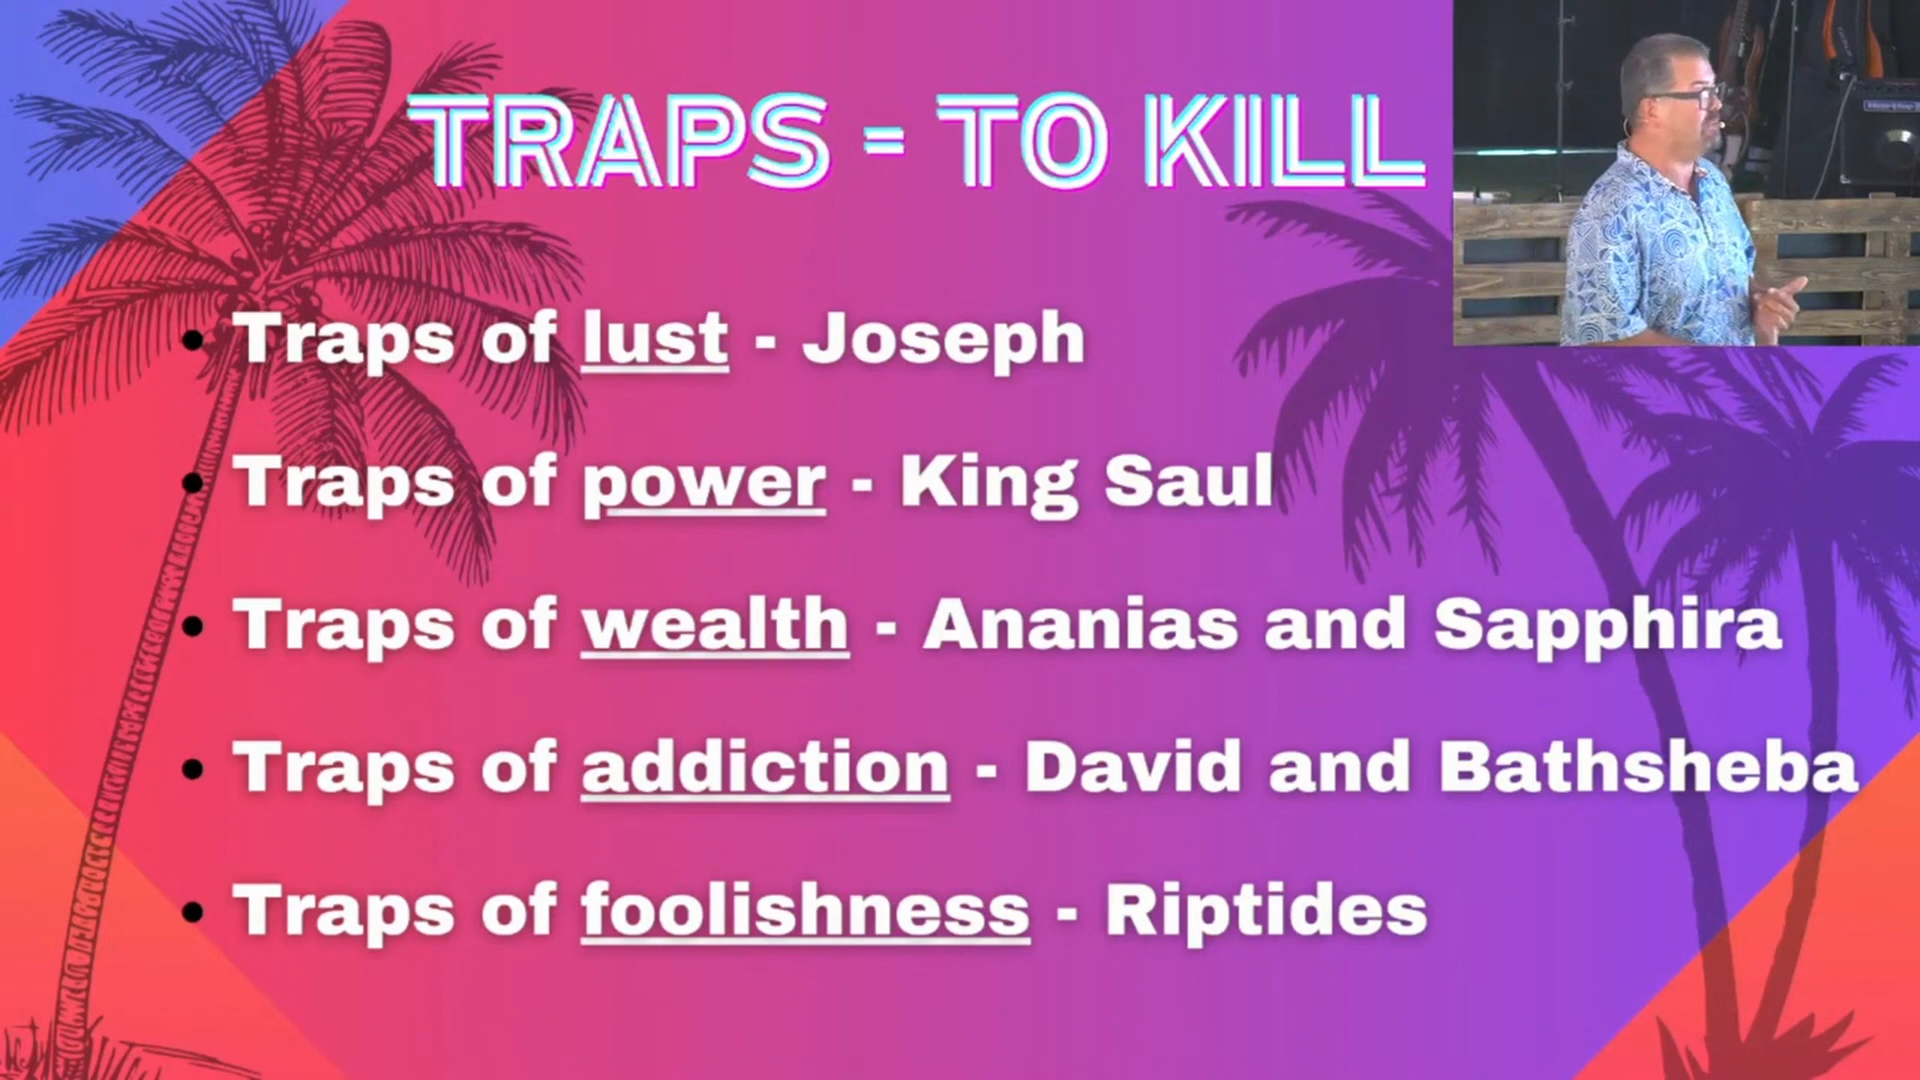 TRAPS = TO KILL
• Traps of lust - Joseph
• Traps of power - King Saul
• Traps of wealth - Ananias and Sapphira
• Traps of addiction - David and Bathsheba
• Traps of foolishness - Riptides